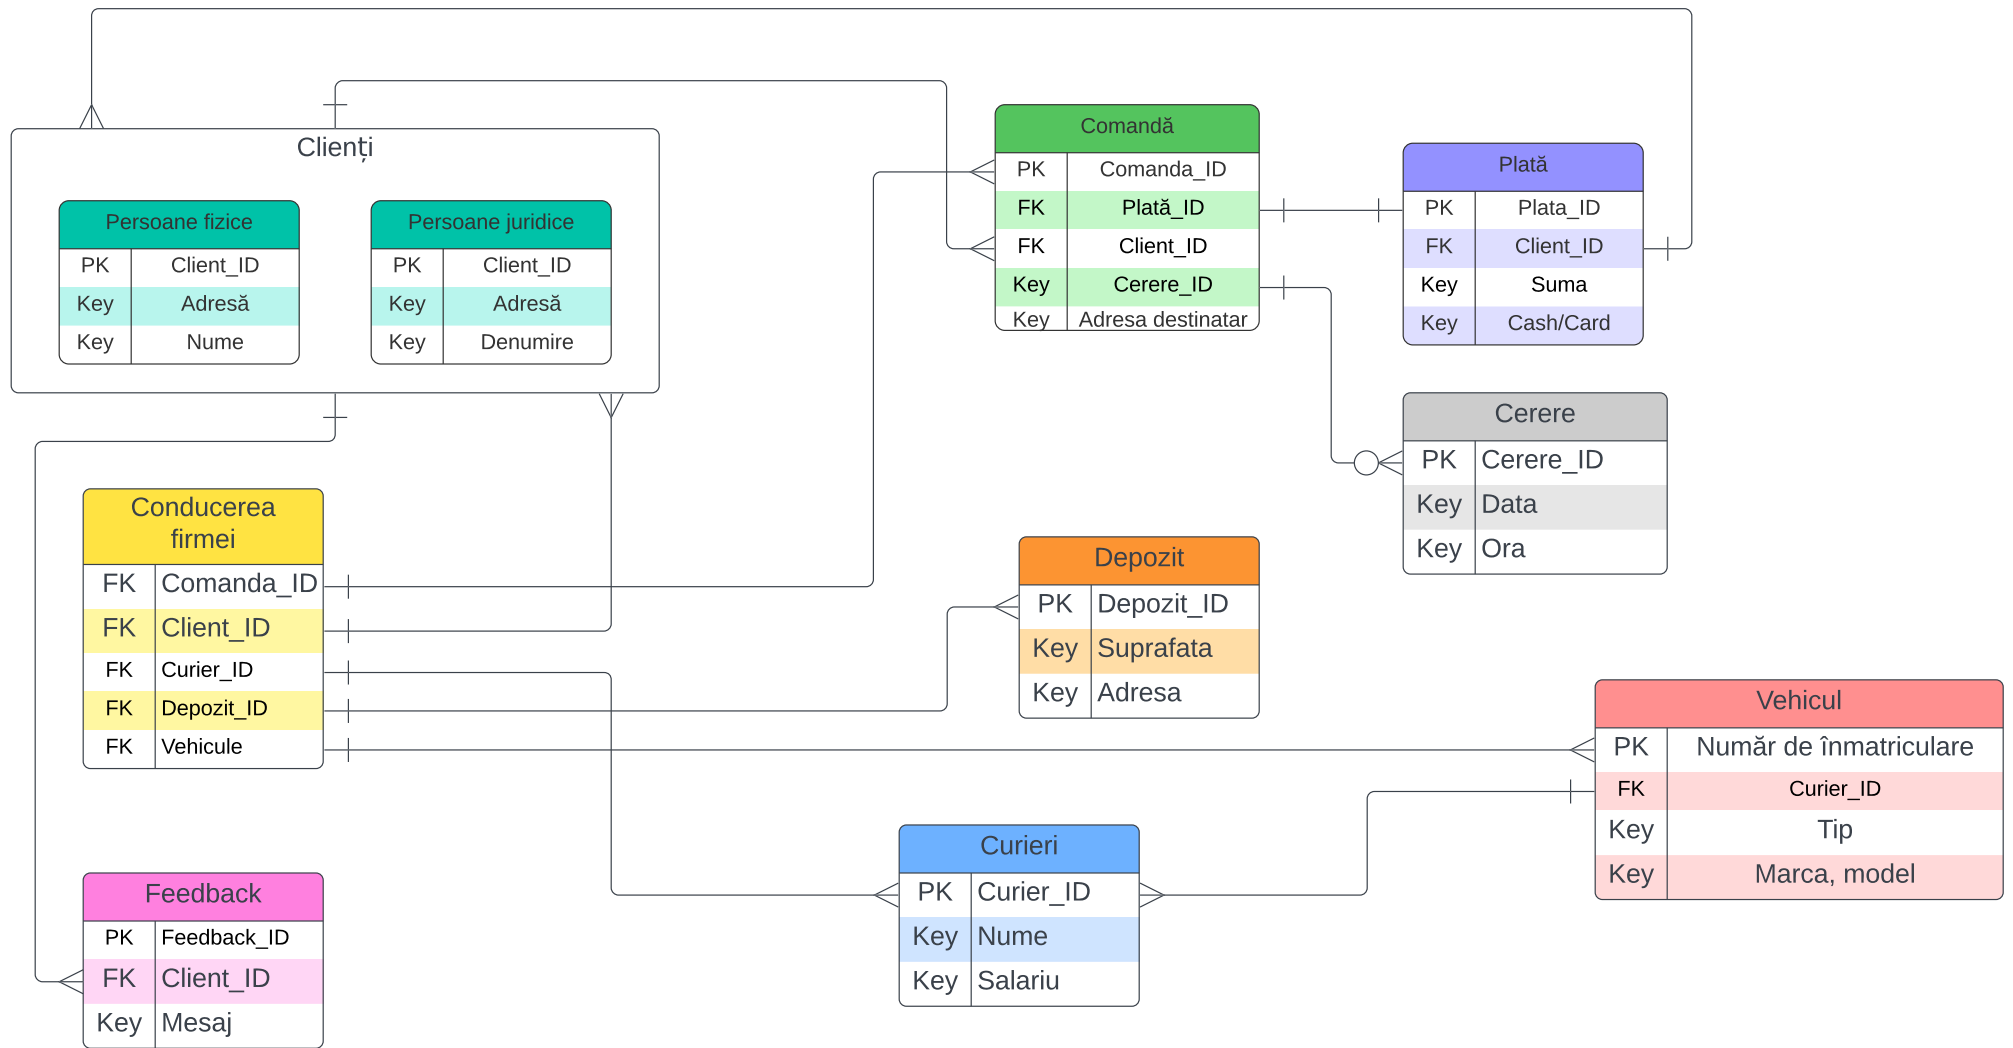 Clienți
Persoane fizice
PK Client_ID
Key Adresă
Key Nume
Persoane juridice
PK Client_ID
Key Adresă
Key Denumire
Comandă
PK Comanda_ID
FK Plată_ID
FK Client_ID
Key Cerere_ID
Key Adresa destinatar
Plată
PK Plata_ID
FK Client_ID
Key Suma
Key Cash/Card
Cerere
PK Cerere_ID
Key Data
Key Ora
Conducerea
firmei
FK Comanda_ID
FK Client_ID
FK Curier_ID
FK Depozit_ID
FK Vehicule
Depozit
PK Depozit_ID
Key Suprafata
Key Adresa
Vehicul
PK Număr de înmatriculare
FK Curier_ID
Key Tip
Key Marca, model
Curieri
PK Curier_ID
Key Nume
Key Salariu
Feedback
PK Feedback_ID
FK Client_ID
Key Mesaj